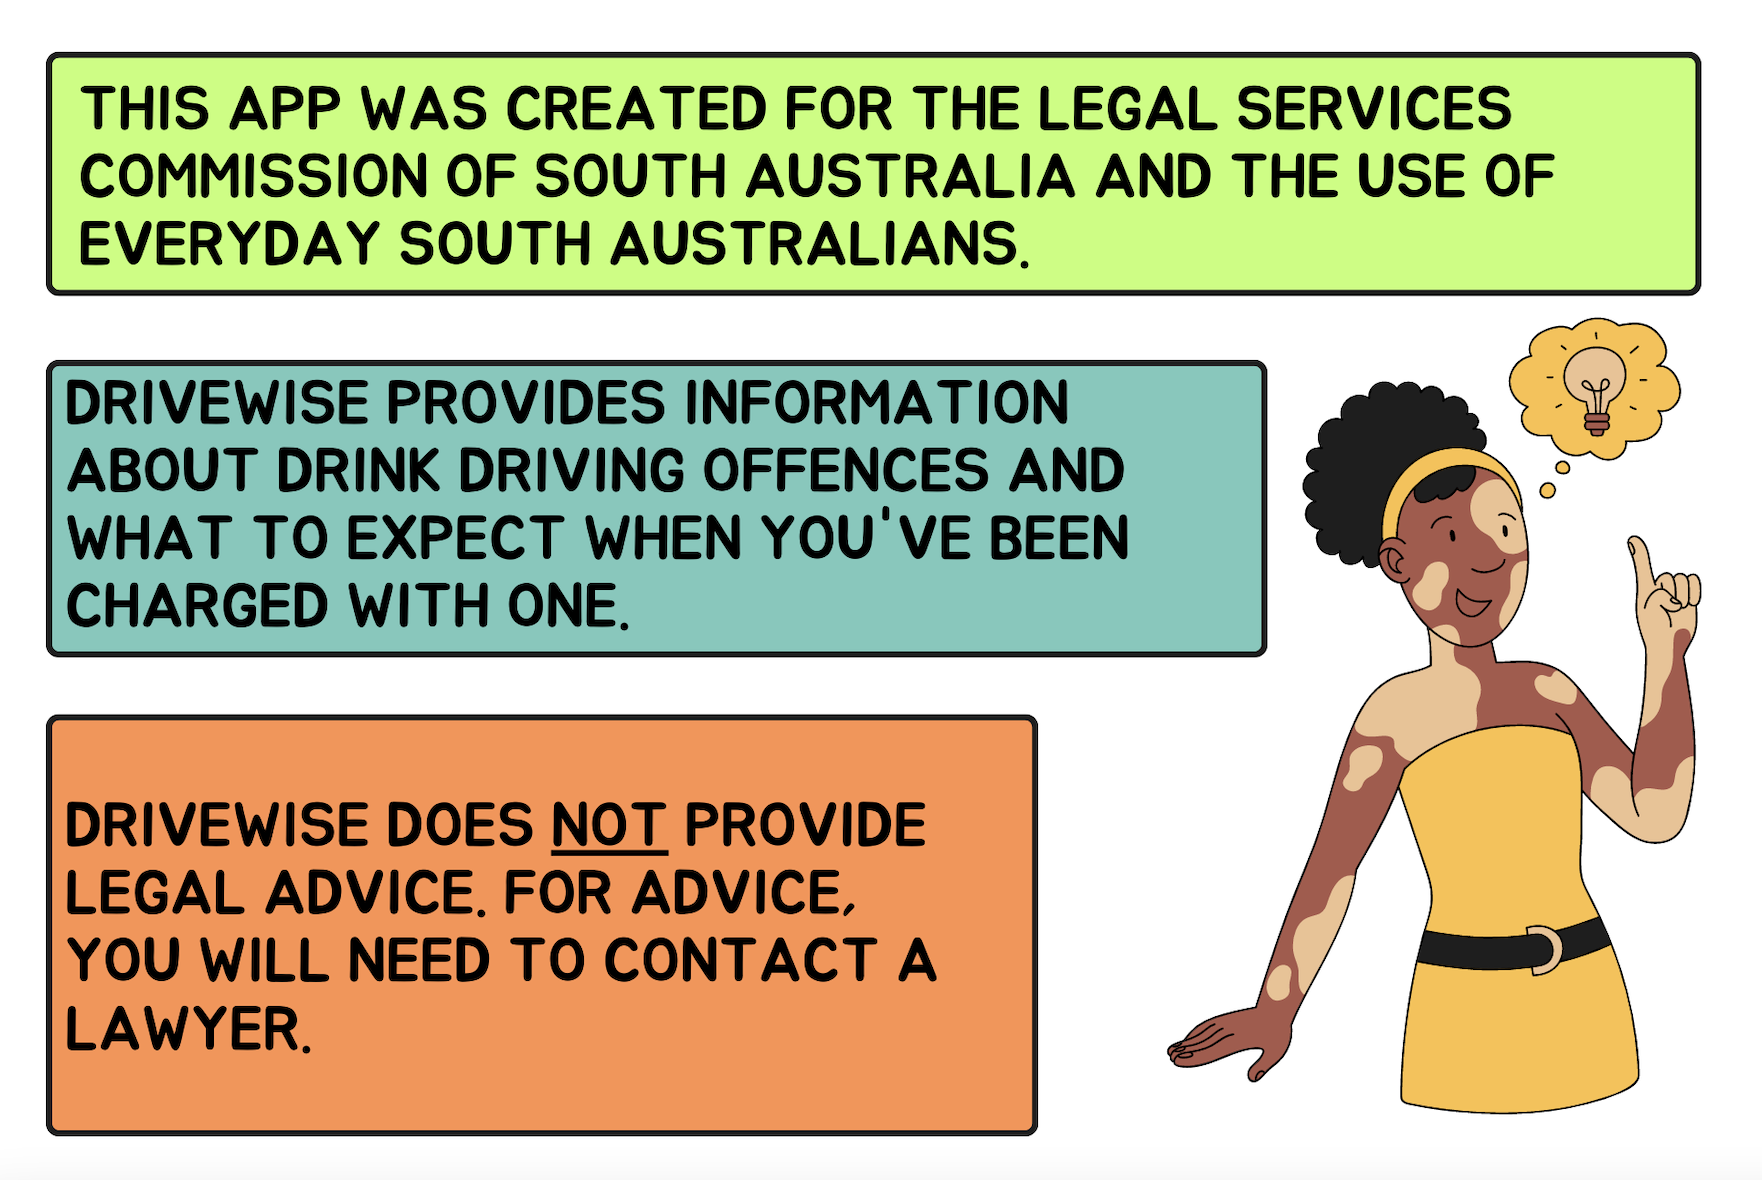 THIS APP WAS CREATED FOR THE LEGAL SERVICES
COMMISSION OF SOUTH AUSTRALIA AND THE USE OF
EVERYDAY SOUTH AUSTRALIANS.
DRIVEWISE PROVIDES INFORMATION
ABOUT DRINK DRIVING OFFENCES AND
WHAT TO EXPECT WHEN YOU'VE BEEN
CHARGED WITH ONE.
DRIVEWISE DOES NOT PROVIDE
LEGAL ADVICE. FOR ADVICE,
YOU WILL NEED TO CONTACT A
LAWYER.